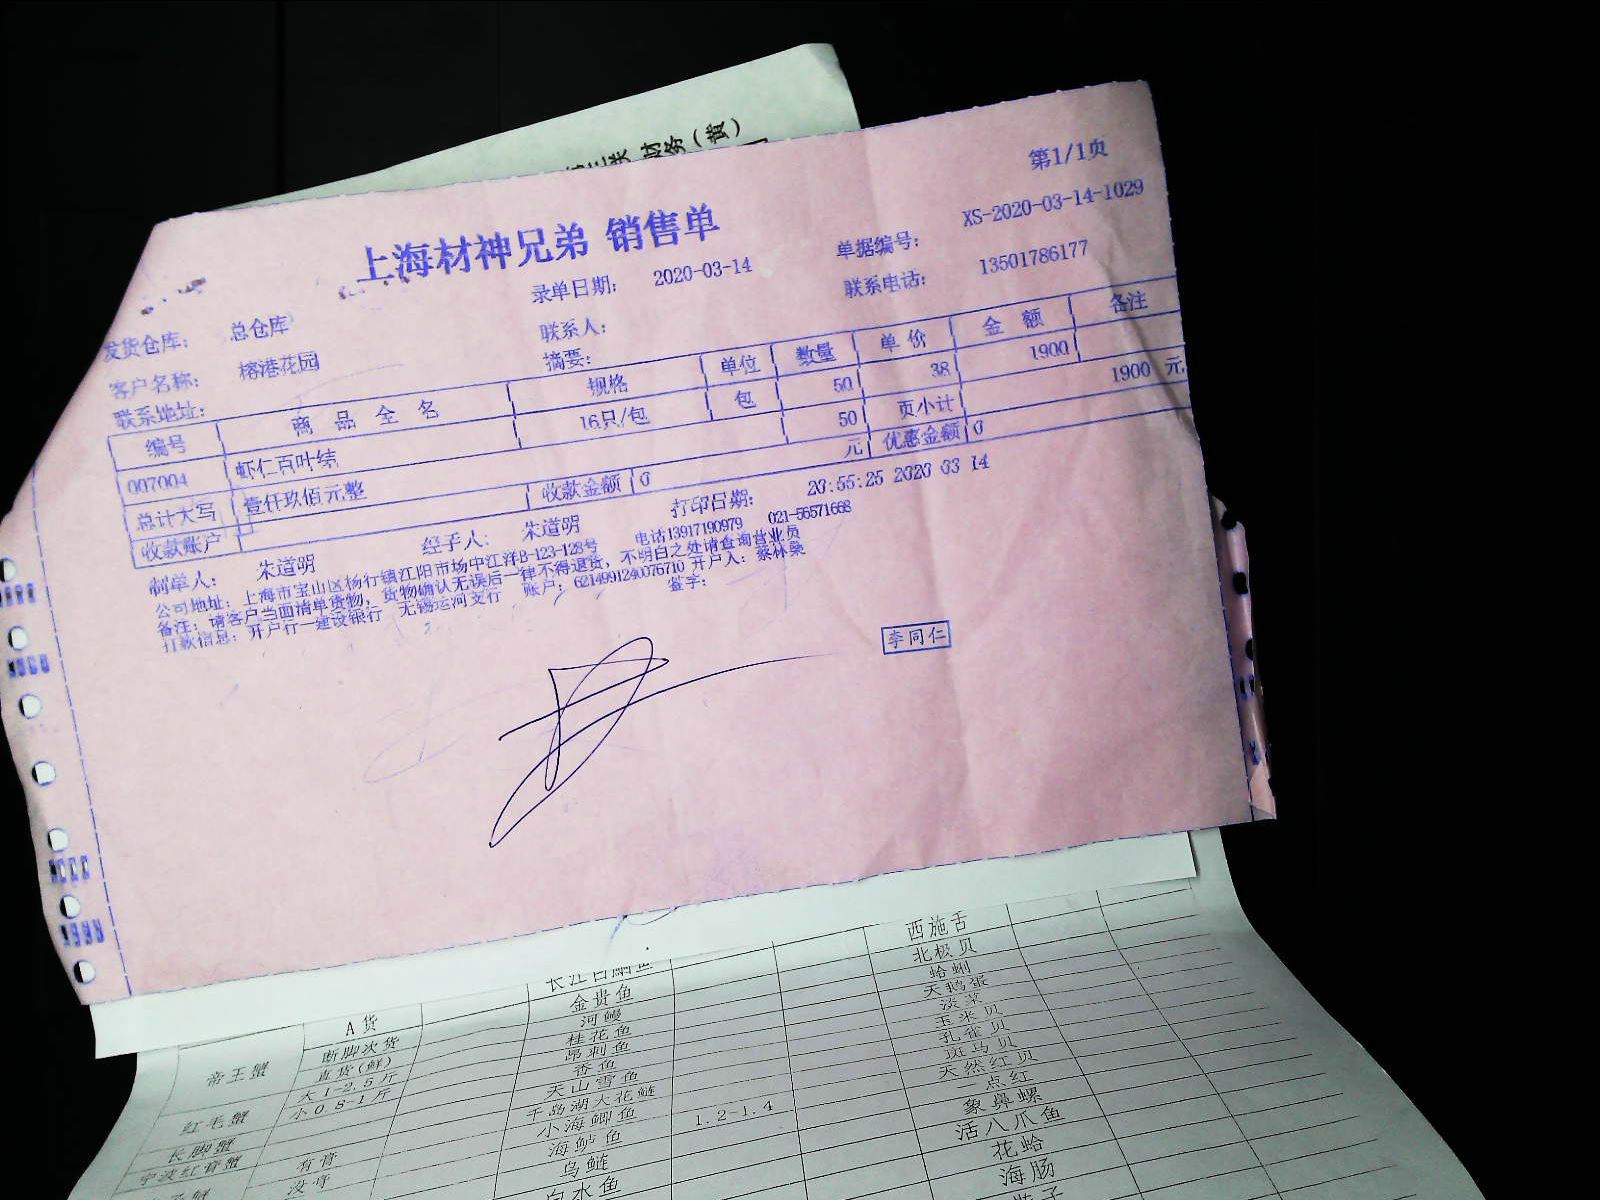 财务(黄)
第1/1页
上海材神兄弟 销售单
录单日期: 2020-03-14 单据编号: XS-2020-03-14-1029
发货仓库: 总仓库 联系人: 联系电话: 13501786177
客户名称: 榕港花园 摘要:
联系地址:
编号 商品全名 规格 单位 数量 单价 金额 备注
007004 虾仁百叶结 16只/包 包 50 38 1900
50 页小计 1900 元
总计大写 壹仟玖佰元整 收款金额 0 元 优惠金额 0
收款账户
制单人: 朱道明 经手人: 朱道明 打印日期: 20:55:25 2020 03 14
公司地址: 上海市宝山区杨行镇江阳市场中江洋B-123-128号 电话13917190979 021-56571668
备注: 请客户当面清单货物, 货物确认无误后一律不得退货, 不明白之处请查询营业员
打款信息: 开户行—建设银行 无锡运河支行 账户: 6214991240076710 开户人: 蔡林燊
签字:
李同仁
西施舌
北极贝
金贵鱼 蛤蜊
A货 河鳗 天鹅蛋
断脚次货 桂花鱼 淡菜
帝王蟹 直货(鲜) 昂刺鱼 玉米贝
大1-2.5斤 香鱼 孔雀贝
红毛蟹 小0.8-1斤 天山雪鱼 斑马贝
千岛湖大花鲢 天然红贝
长脚蟹 小海鲫鱼 1.2-1.4 一点红
宁波红膏蟹 有膏 海鲈鱼 象鼻螺
没膏 乌鲢 活八爪鱼
白水鱼 花蛤
海肠